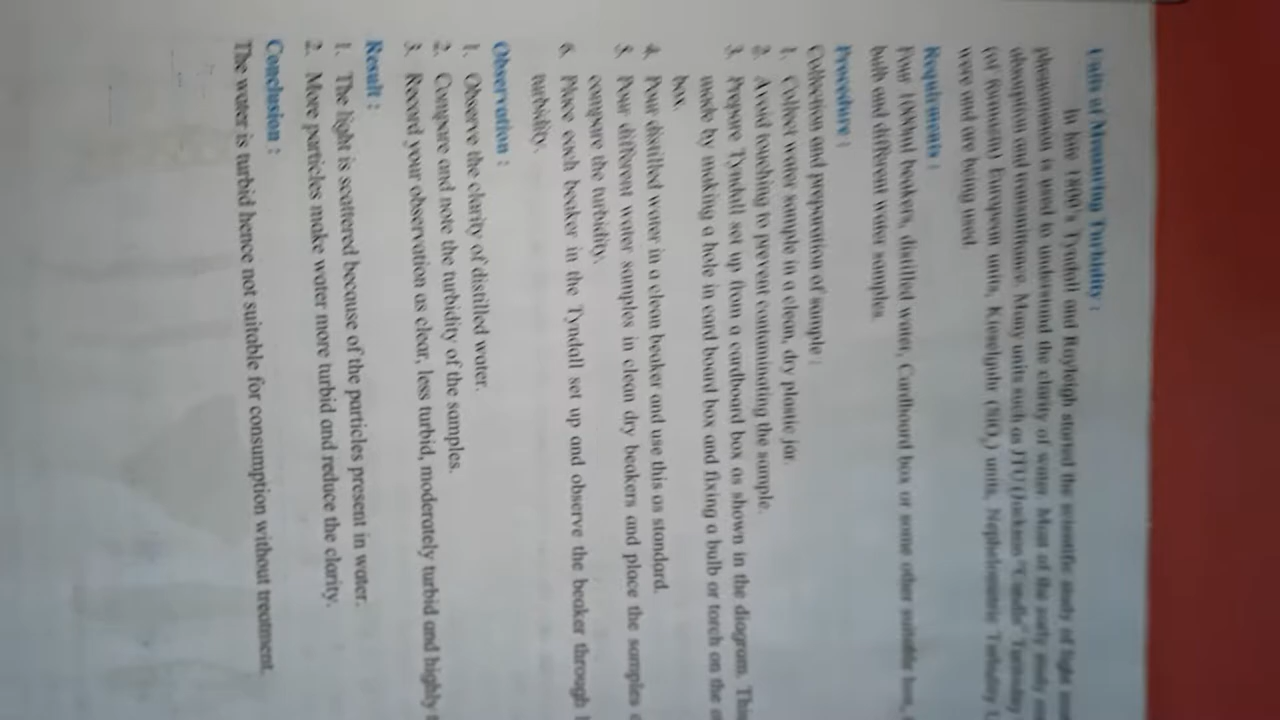 Units of Measuring Turbidity :
In late 1800's Tyndall and Rayleigh started the scientific study of light and
phenomenon is used to understand the clarity of water. Most of the early study
absorption and transmittance. Many units such as JTU (Jackson "Candle" Turbidity
(or formazin) European units, Kieselguhr (SiO₂) units, Nephelometric Turbidity
were and are being used.
Requirements :
Four 100ml beakers, distilled water, Cardboard box or some other suitable box,
bulb and different water samples.
Procedure :
Collection and preparation of sample :
1. Collect water sample in a clean, dry plastic jar.
2. Avoid touching to prevent contaminating the sample.
3. Prepare Tyndall set up from a cardboard box as shown in the diagram. This
made by making a hole in card board box and fixing a bulb or torch on the
box.
4. Pour distilled water in a clean beaker and use this as standard.
5. Pour different water samples in clean dry beakers and place the samples
compare the turbidity.
6. Place each beaker in the Tyndall set up and observe the beaker through
turbidity.
Observation :
1. Observe the clarity of distilled water.
2. Compare and note the turbidity of the samples.
3. Record your observation as clear, less turbid, moderately turbid and highly
Result :
1. The light is scattered because of the particles present in water.
2. More particles make water more turbid and reduce the clarity.
Conclusion :
The water is turbid hence not suitable for consumption without treatment.